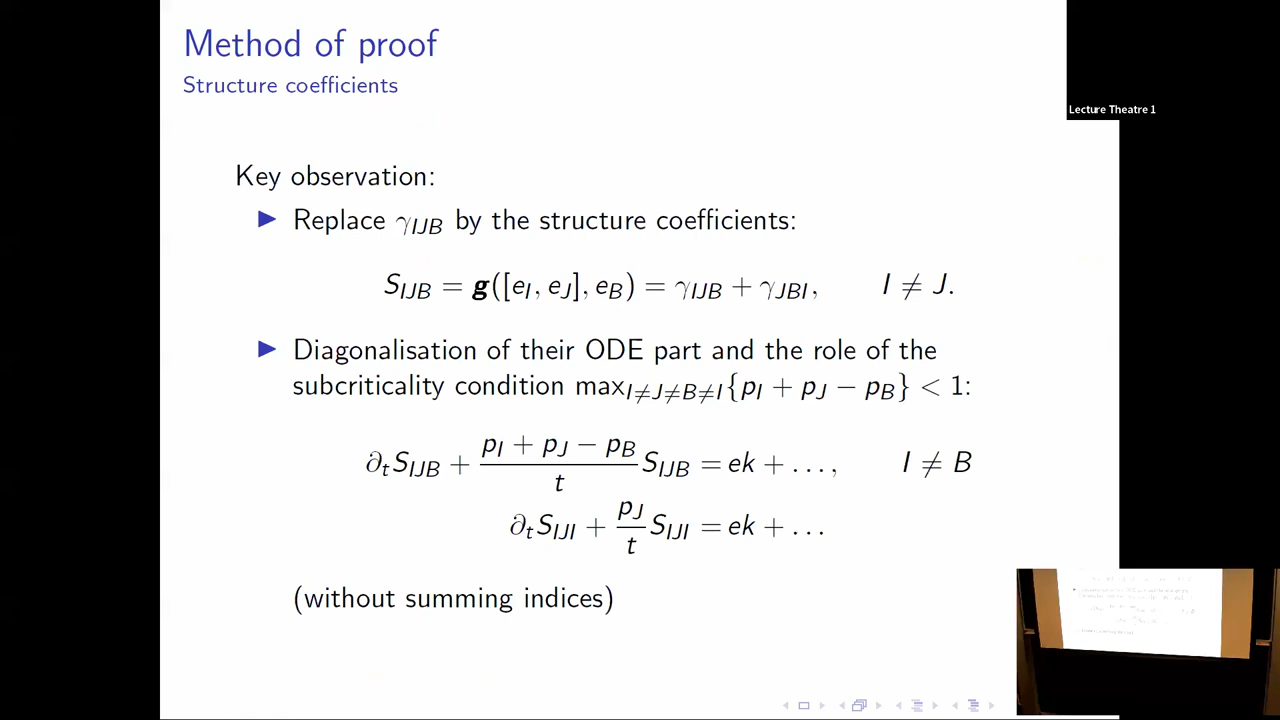 Method of proof
Structure coefficients
Lecture Theatre 1
Key observation:
▶ Replace γ_{IJB} by the structure coefficients:
S_{IJB} = g([e_I, e_J], e_B) = γ_{IJB} + γ_{JBI}, I ≠ J.
▶ Diagonalisation of their ODE part and the role of the
subcriticality condition max_{I≠J≠B≠I}{p_I + p_J − p_B} < 1:
∂_t S_{IJB} + \frac{p_I + p_J − p_B}{t} S_{IJB} = ek + …, I ≠ B
∂_t S_{IJI} + \frac{p_J}{t} S_{IJI} = ek + …
(without summing indices)